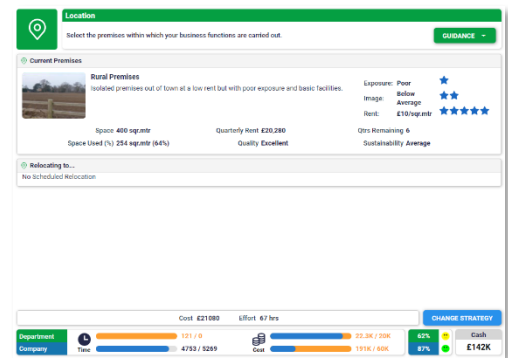 Location
Select the premises within which your business functions are carried out.
GUIDANCE
Current Premises
Rural Premises
Isolated premises out of town at a low rent but with poor exposure and basic facilities.
Exposure: Poor
Image: Below Average
Rent: £10/sqr.mtr
Space 400 sqr.mtr Quarterly Rent £20,280 Qtrs Remaining 6
Space Used (%) 254 sqr.mtr (64%) Quality Excellent Sustainability Average
Relocating to...
No Scheduled Relocation
Cost £21080 Effort 67 hrs CHANGE STRATEGY
Department 121 / 0 22.3K / 20K 62% Cash
Company Time 4753 / 5269 Cost 191K / 60K 87% £142K